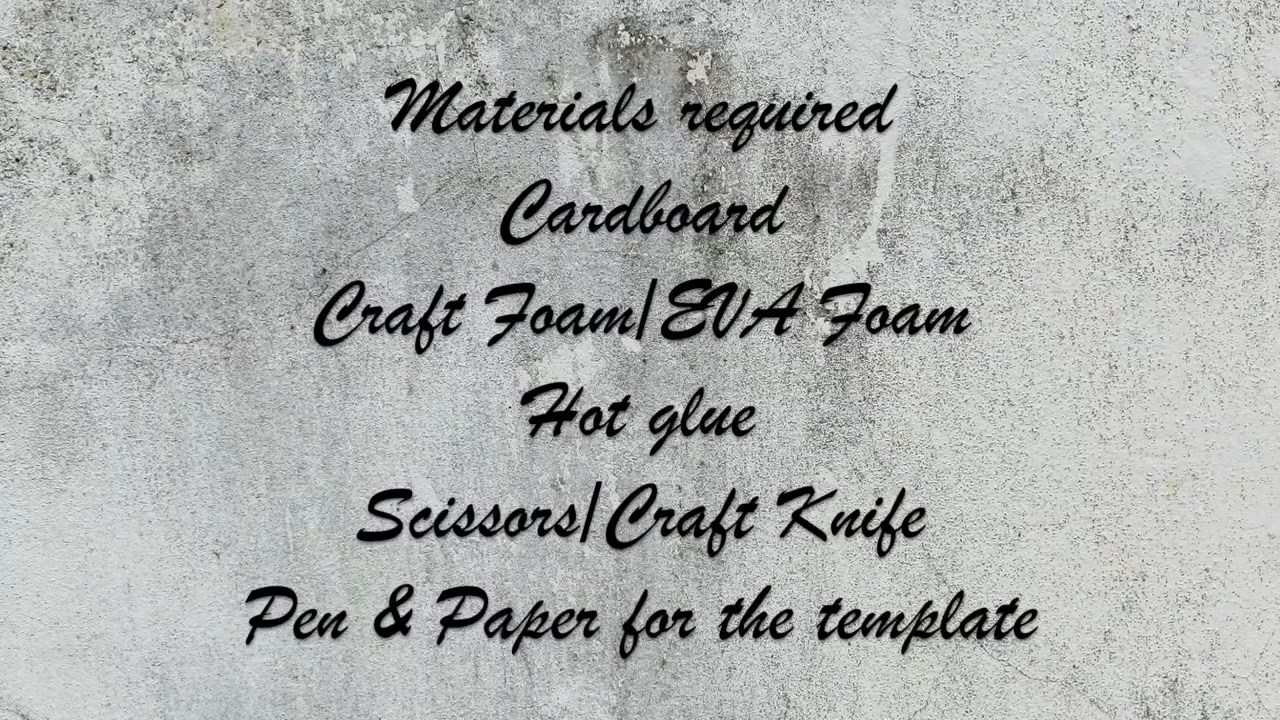 Materials required
Cardboard
Craft Foam/EVA Foam
Hot glue
Scissors/Craft Knife
Pen & Paper for the template